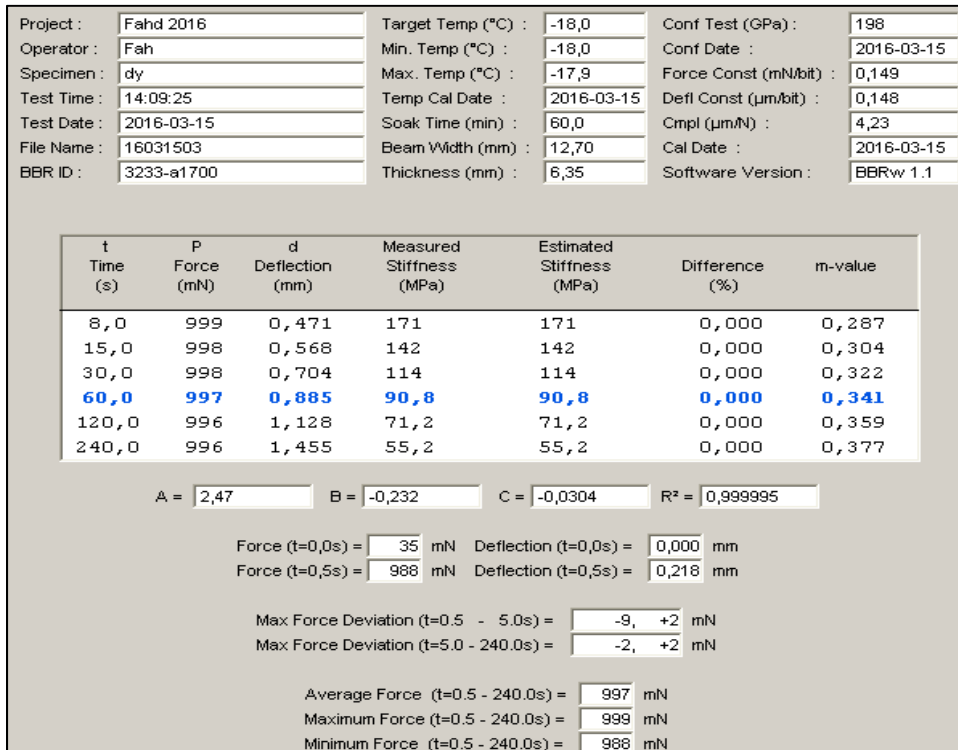 Project : Fahd 2016 Target Temp (°C) : -18,0 Conf Test (GPa) : 198
Operator : Fah Min. Temp (°C) : -18,0 Conf Date : 2016-03-15
Specimen : dy Max. Temp (°C) : -17,9 Force Const (mN/bit) : 0,149
Test Time : 14:09:25 Temp Cal Date : 2016-03-15 Defl Const (µm/bit) : 0,148
Test Date : 2016-03-15 Soak Time (min) : 60,0 Cmpl (µm/N) : 4,23
File Name : 16031503 Beam Width (mm) : 12,70 Cal Date : 2016-03-15
BBR ID : 3233-a1700 Thickness (mm) : 6,35 Software Version : BBRw 1.1
t P d Measured Estimated
Time Force Deflection Stiffness Stiffness Difference m-value
(s) (mN) (mm) (MPa) (MPa) (%)
8,0 999 0,471 171 171 0,000 0,287
15,0 998 0,568 142 142 0,000 0,304
30,0 998 0,704 114 114 0,000 0,322
60,0 997 0,885 90,8 90,8 0,000 0,341
120,0 996 1,128 71,2 71,2 0,000 0,359
240,0 996 1,455 55,2 55,2 0,000 0,377
A = 2,47 B = -0,232 C = -0,0304 R² = 0,999995
Force (t=0,0s) = 35 mN Deflection (t=0,0s) = 0,000 mm
Force (t=0,5s) = 988 mN Deflection (t=0,5s) = 0,218 mm
Max Force Deviation (t=0.5 - 5.0s) = -9, +2 mN
Max Force Deviation (t=5.0 - 240.0s) = -2, +2 mN
Average Force (t=0.5 - 240.0s) = 997 mN
Maximum Force (t=0.5 - 240.0s) = 999 mN
Minimum Force (t=0.5 - 240.0s) = 988 mN